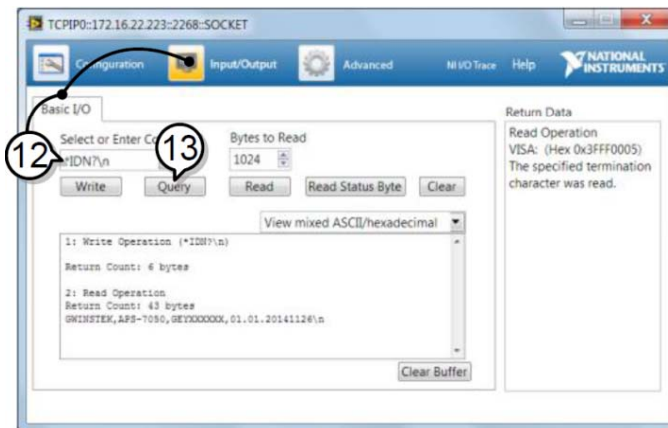 TCPIP0::172.16.22.223::2268::SOCKET
Configuration Input/Output Advanced NI I/O Trace Help NATIONAL INSTRUMENTS
12
Basic I/O
Select or Enter Co
13
Bytes to Read
12
*IDN?\n
1024
Write Query Read Read Status Byte Clear
View mixed ASCII/hexadecimal
1: Write Operation (*IDN?\n)
Return Count: 6 bytes
2: Read Operation
Return Count: 43 bytes
GWINSTEK,APS-7050,GEYXXXXXX,01.01.20141126\n
Clear Buffer
Return Data
Read Operation
VISA: (Hex 0x3FFF0005)
The specified termination
character was read.